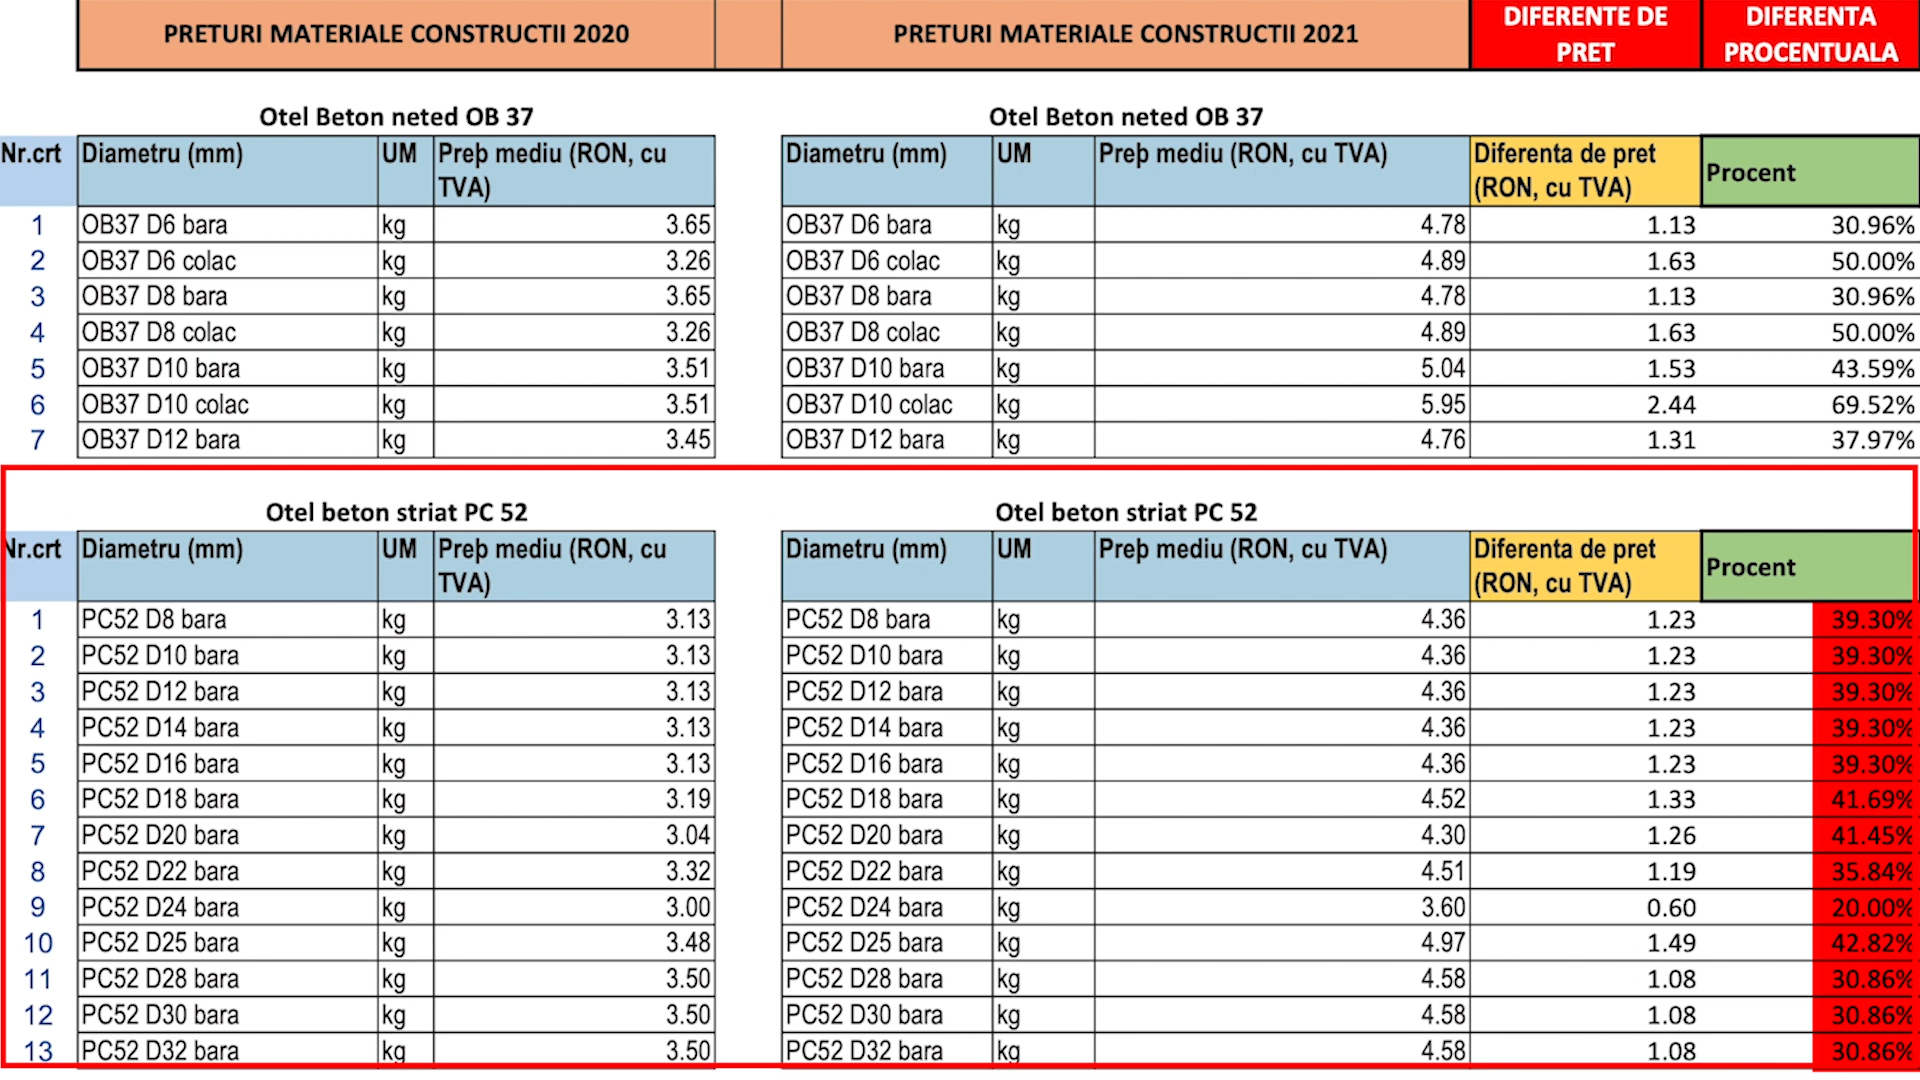 PRETURI MATERIALE CONSTRUCTII 2020 PRETURI MATERIALE CONSTRUCTII 2021 DIFERENTE DE PRET DIFERENTA PROCENTUALA
Otel Beton neted OB 37 Otel Beton neted OB 37
Nr.crt Diametru (mm) UM Preþ mediu (RON, cu TVA) Diametru (mm) UM Preþ mediu (RON, cu TVA) Diferenta de pret (RON, cu TVA) Procent
1 OB37 D6 bara kg 3.65 OB37 D6 bara kg 4.78 1.13 30.96%
2 OB37 D6 colac kg 3.26 OB37 D6 colac kg 4.89 1.63 50.00%
3 OB37 D8 bara kg 3.65 OB37 D8 bara kg 4.78 1.13 30.96%
4 OB37 D8 colac kg 3.26 OB37 D8 colac kg 4.89 1.63 50.00%
5 OB37 D10 bara kg 3.51 OB37 D10 bara kg 5.04 1.53 43.59%
6 OB37 D10 colac kg 3.51 OB37 D10 colac kg 5.95 2.44 69.52%
7 OB37 D12 bara kg 3.45 OB37 D12 bara kg 4.76 1.31 37.97%
Otel beton striat PC 52 Otel beton striat PC 52
Nr.crt Diametru (mm) UM Preþ mediu (RON, cu TVA) Diametru (mm) UM Preþ mediu (RON, cu TVA) Diferenta de pret (RON, cu TVA) Procent
1 PC52 D8 bara kg 3.13 PC52 D8 bara kg 4.36 1.23 39.30%
2 PC52 D10 bara kg 3.13 PC52 D10 bara kg 4.36 1.23 39.30%
3 PC52 D12 bara kg 3.13 PC52 D12 bara kg 4.36 1.23 39.30%
4 PC52 D14 bara kg 3.13 PC52 D14 bara kg 4.36 1.23 39.30%
5 PC52 D16 bara kg 3.13 PC52 D16 bara kg 4.36 1.23 39.30%
6 PC52 D18 bara kg 3.19 PC52 D18 bara kg 4.52 1.33 41.69%
7 PC52 D20 bara kg 3.04 PC52 D20 bara kg 4.30 1.26 41.45%
8 PC52 D22 bara kg 3.32 PC52 D22 bara kg 4.51 1.19 35.84%
9 PC52 D24 bara kg 3.00 PC52 D24 bara kg 3.60 0.60 20.00%
10 PC52 D25 bara kg 3.48 PC52 D25 bara kg 4.97 1.49 42.82%
11 PC52 D28 bara kg 3.50 PC52 D28 bara kg 4.58 1.08 30.86%
12 PC52 D30 bara kg 3.50 PC52 D30 bara kg 4.58 1.08 30.86%
13 PC52 D32 bara kg 3.50 PC52 D32 bara kg 4.58 1.08 30.86%